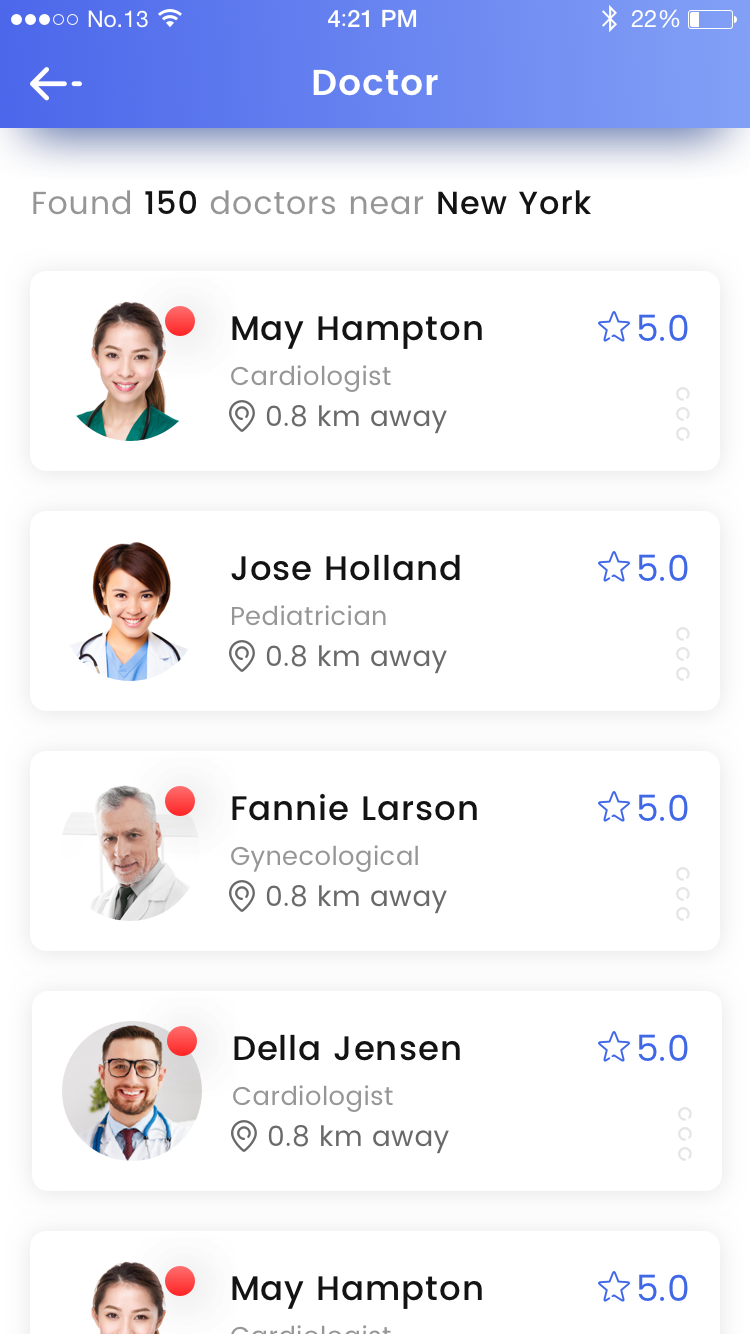 No.13 4:21 PM 22%
Doctor
Found 150 doctors near New York
May Hampton 5.0
Cardiologist
0.8 km away
Jose Holland 5.0
Pediatrician
0.8 km away
Fannie Larson 5.0
Gynecological
0.8 km away
Della Jensen 5.0
Cardiologist
0.8 km away
May Hampton 5.0
Cardiologist